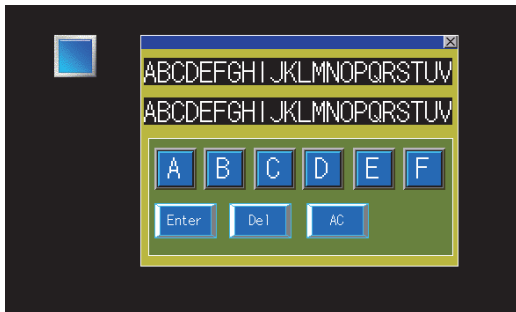 ABCDEFGHIJKLMNOPQRSTUV
ABCDEFGHIJKLMNOPQRSTUV
A B C D E F
Enter Del AC